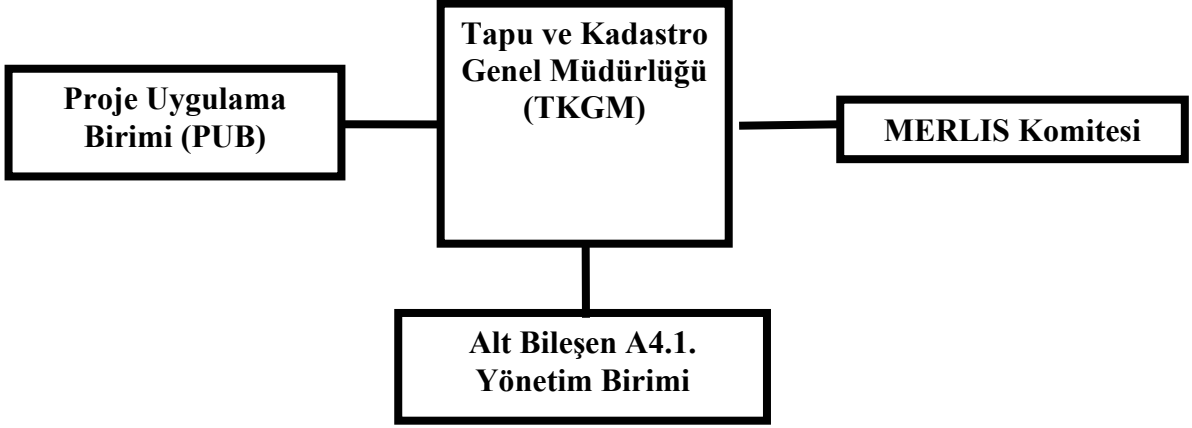 Tapu ve Kadastro
Genel Müdürlüğü
(TKGM)
Proje Uygulama
Birimi (PUB)
MERLIS Komitesi
Alt Bileşen A4.1.
Yönetim Birimi